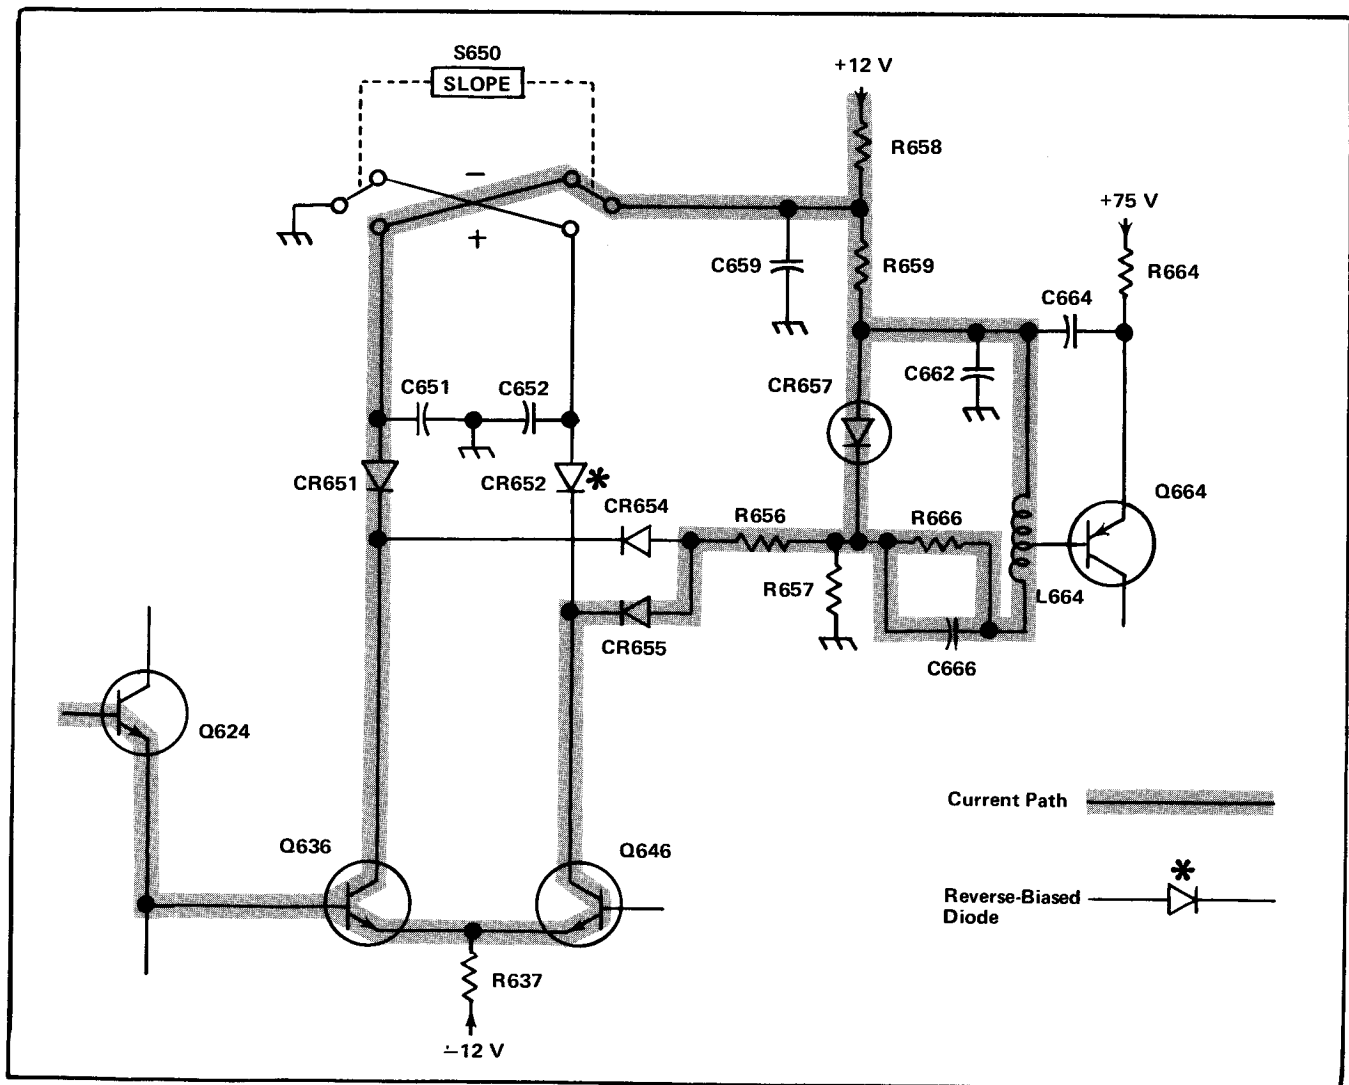 S650
SLOPE
+12 V
R658
−
+75 V
+
C659
R659
R664
C664
CR657
C662
C651
C652
CR651
CR652
*
Q664
CR654
R656
R666
R657
L664
CR655
C666
Q624
Current Path
Q636
Q646
*
Reverse-Biased
Diode
R637
−12 V